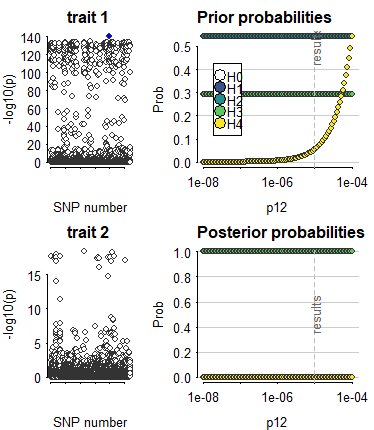 trait 1
140
120
100
80
60
40
20
0
-log10(p)
SNP number
Prior probabilities
0.5
0.4
0.3
0.2
0.1
0.0
Prob
H0
H1
H2
H3
H4
results
1e-08
1e-06
1e-04
p12
trait 2
15
10
5
0
-log10(p)
SNP number
Posterior probabilities
1.0
0.8
0.6
0.4
0.2
0.0
Prob
results
1e-08
1e-06
1e-04
p12